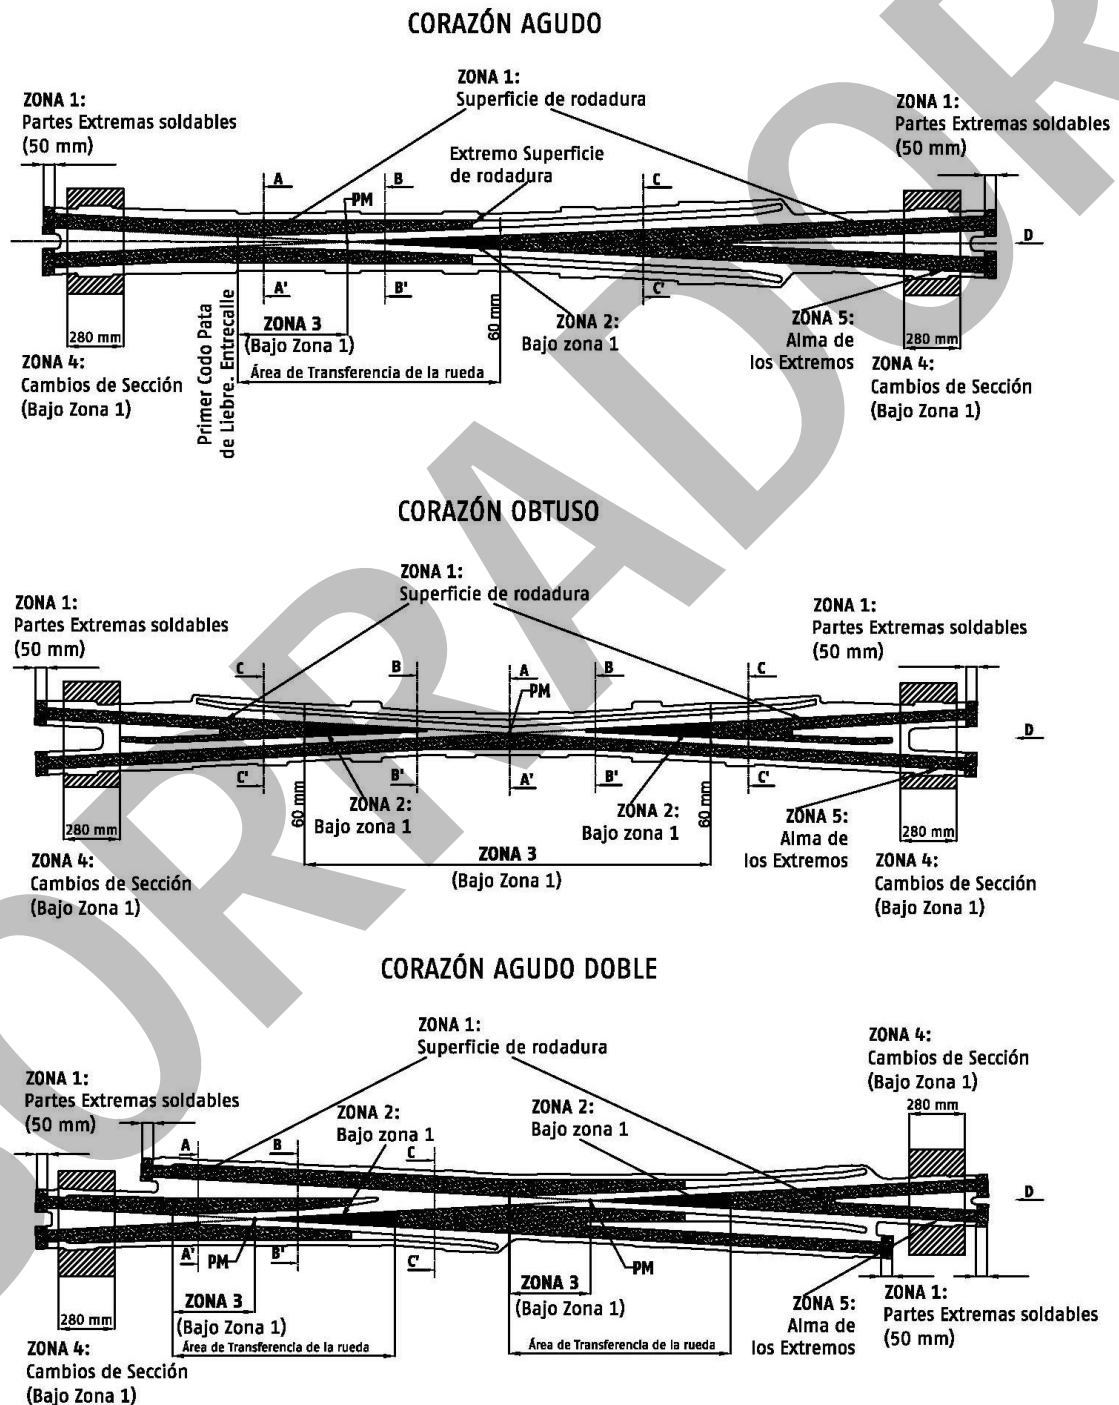 CORAZÓN AGUDO
ZONA 1:
Superficie de rodadura
ZONA 1:
Partes Extremas soldables
(50 mm)
ZONA 1:
Partes Extremas soldables
(50 mm)
Extremo Superficie
de rodadura
A
B
C
PM
D
A'
B'
C'
280 mm
ZONA 3
(Bajo Zona 1)
Área de Transferencia de la rueda
60 mm
ZONA 2:
Bajo zona 1
ZONA 5:
Alma de
los Extremos
280 mm
ZONA 4:
Cambios de Sección
(Bajo Zona 1)
Primer Codo Pata
de Liebre. Entrecalle
ZONA 4:
Cambios de Sección
(Bajo Zona 1)
CORAZÓN OBTUSO
ZONA 1:
Superficie de rodadura
ZONA 1:
Partes Extremas soldables
(50 mm)
ZONA 1:
Partes Extremas soldables
(50 mm)
C
B
A
B
C
PM
D
C'
B'
A'
B'
C'
60 mm
ZONA 2:
Bajo zona 1
ZONA 2:
Bajo zona 1
60 mm
280 mm
ZONA 3
(Bajo Zona 1)
ZONA 5:
Alma de
los Extremos
280 mm
ZONA 4:
Cambios de Sección
(Bajo Zona 1)
ZONA 4:
Cambios de Sección
(Bajo Zona 1)
CORAZÓN AGUDO DOBLE
ZONA 1:
Superficie de rodadura
ZONA 4:
Cambios de Sección
(Bajo Zona 1)
280 mm
ZONA 1:
Partes Extremas soldables
(50 mm)
ZONA 2:
Bajo zona 1
ZONA 2:
Bajo zona 1
A
B
C
D
A'
PM
B'
C'
PM
ZONA 3
(Bajo Zona 1)
Área de Transferencia de la rueda
ZONA 3
(Bajo Zona 1)
Área de Transferencia de la rueda
280 mm
ZONA 4:
Cambios de Sección
(Bajo Zona 1)
ZONA 5:
Alma de
los Extremos
ZONA 1:
Partes Extremas soldables
(50 mm)
BORRADOR